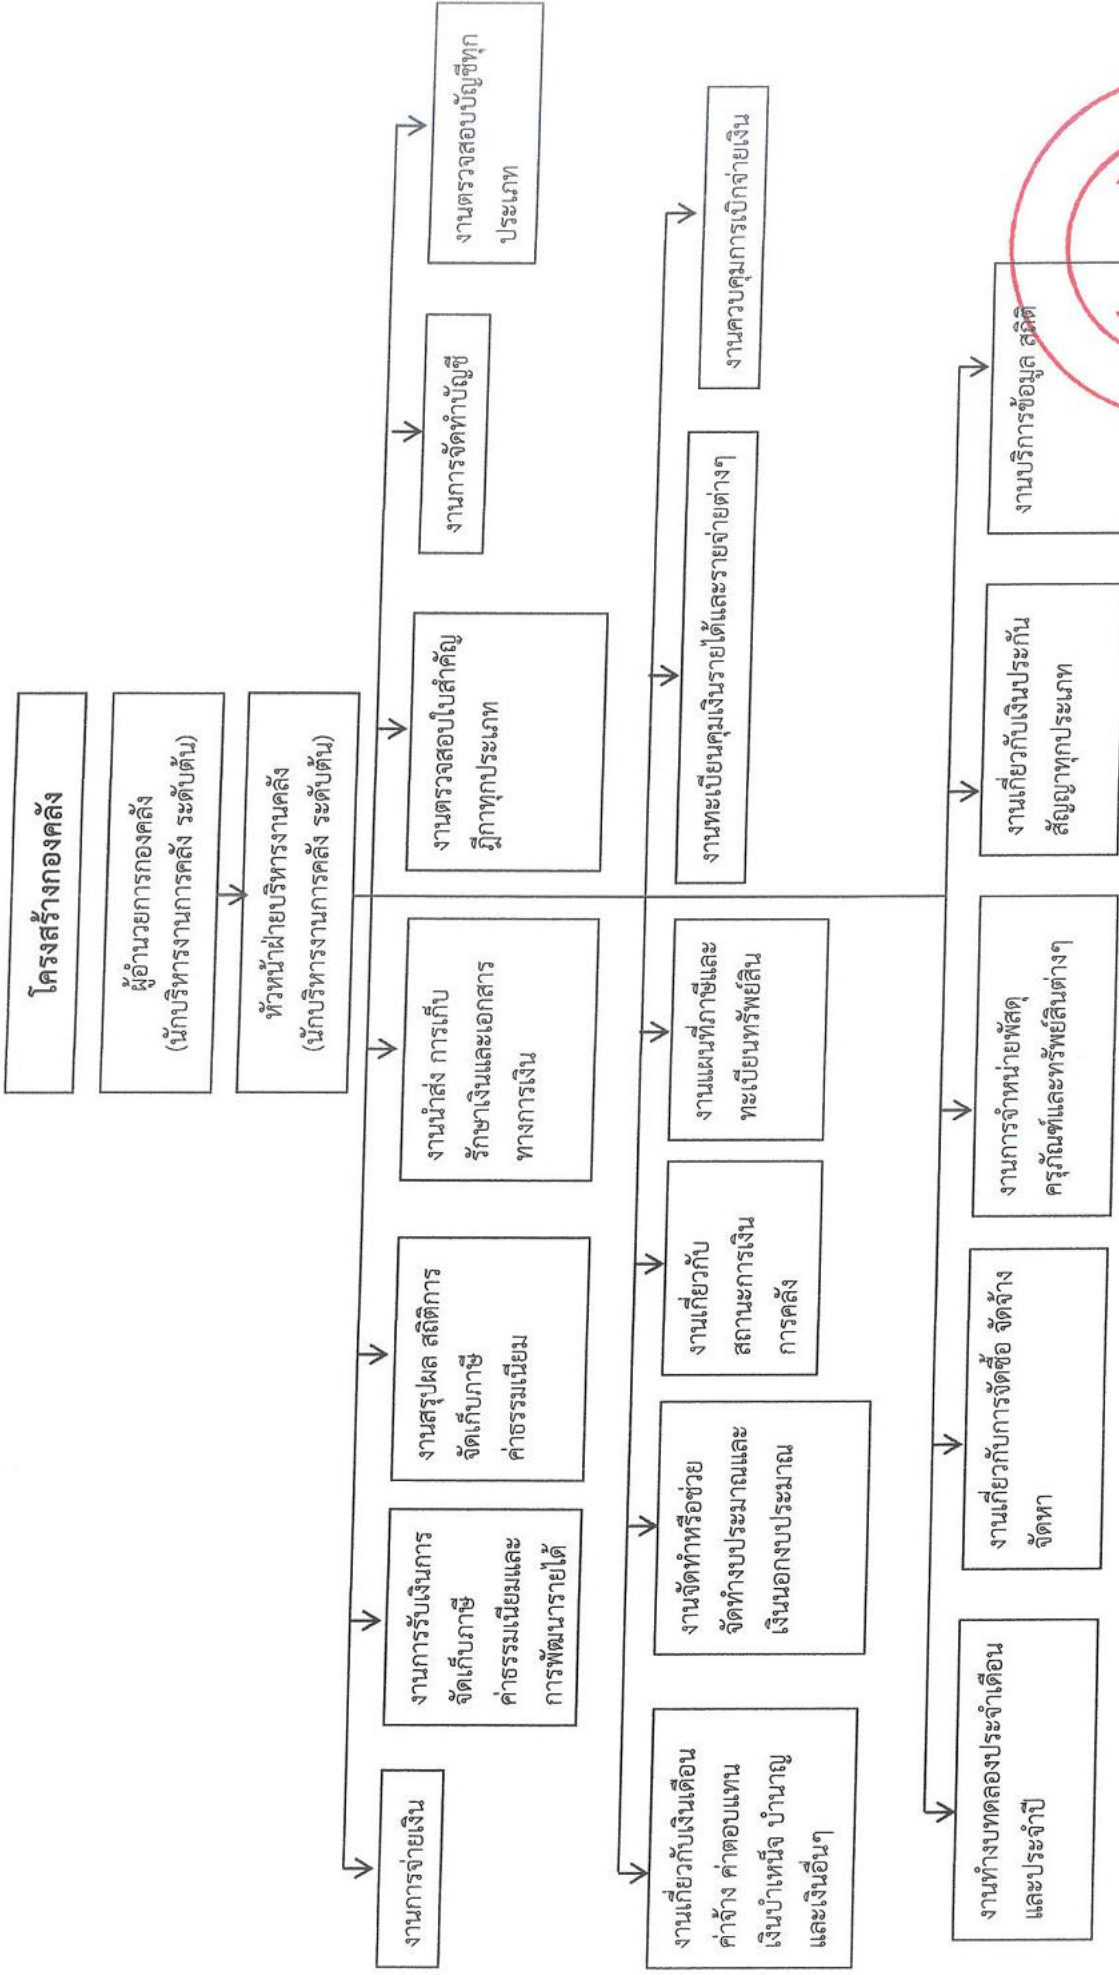 โครงสร้างกองคลัง
ผู้อำนวยการกองคลัง
(นักบริหารงานการคลัง ระดับต้น)
หัวหน้าฝ่ายบริหารงานคลัง
(นักบริหารงานการคลัง ระดับต้น)
งานการจ่ายเงิน
งานการรับเงินการ
จัดเก็บภาษี
ค่าธรรมเนียมและ
การพัฒนารายได้
งานสรุปผล สถิติการ
จัดเก็บภาษี
ค่าธรรมเนียม
งานนำส่ง การเก็บ
รักษาเงินและเอกสาร
ทางการเงิน
งานตรวจสอบใบสำคัญ
ฎีกาทุกประเภท
งานการจัดทำบัญชี
งานตรวจสอบบัญชีทุก
ประเภท
งานเกี่ยวกับเงินเดือน
ค่าจ้าง ค่าตอบแทน
เงินบำเหน็จ บำนาญ
และเงินอื่นๆ
งานจัดทำหรือช่วย
จัดทำงบประมาณและ
เงินนอกงบประมาณ
งานเกี่ยวกับ
สถานะการเงิน
การคลัง
งานแผนที่ภาษีและ
ทะเบียนทรัพย์สิน
งานทะเบียนคุมเงินรายได้และรายจ่ายต่างๆ
งานควบคุมการเบิกจ่ายเงิน
งานทำงบทดลองประจำเดือน
และประจำปี
งานเกี่ยวกับการจัดซื้อ จัดจ้าง
จัดหา
งานการจำหน่ายพัสดุ
ครุภัณฑ์และทรัพย์สินต่างๆ
งานเกี่ยวกับเงินประกัน
สัญญาทุกประเภท
งานบริการข้อมูล สถิติ